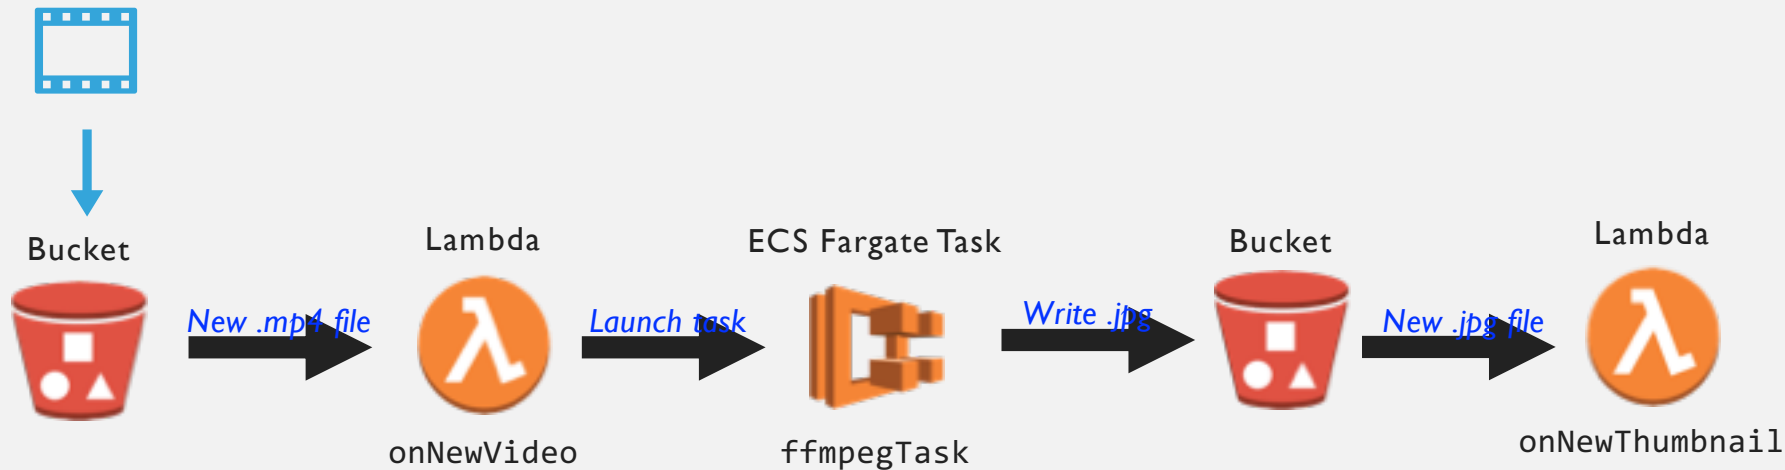 Bucket
New .mp4 file
Lambda
onNewVideo
Launch task
ECS Fargate Task
ffmpegTask
Write .jpg
Bucket
New .jpg file
Lambda
onNewThumbnail